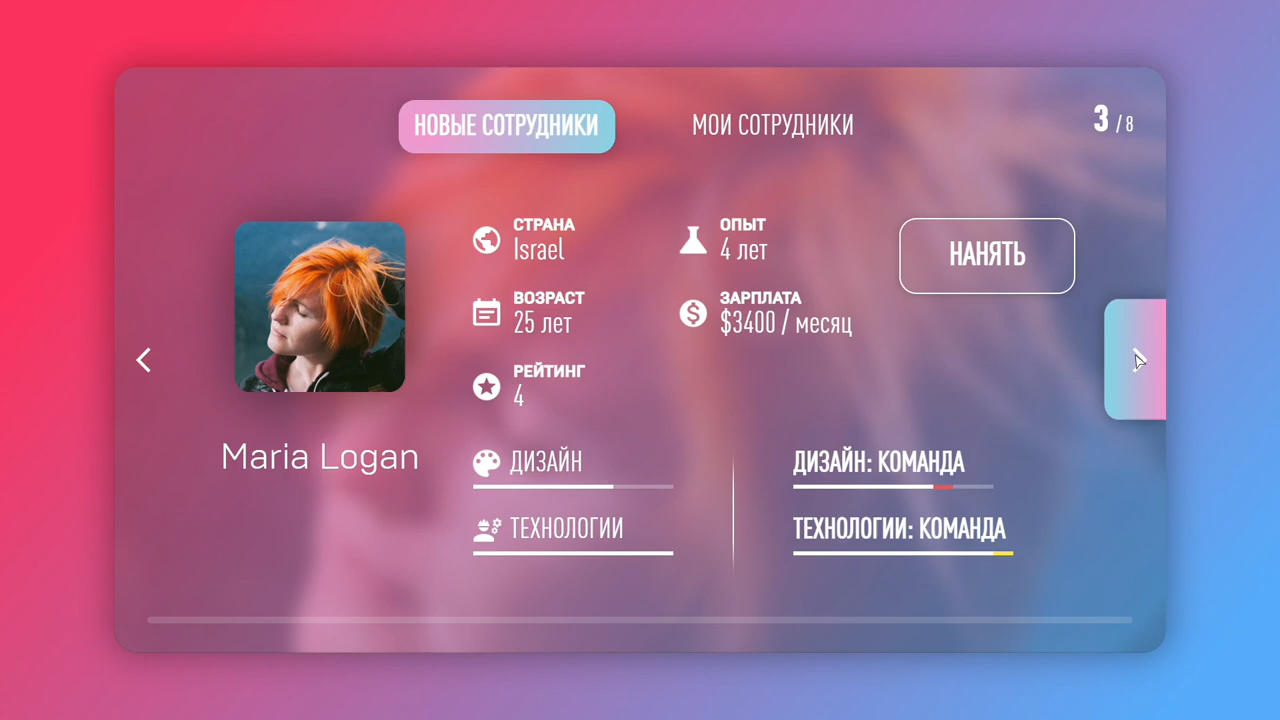 НОВЫЕ СОТРУДНИКИ
МОИ СОТРУДНИКИ
3 / 8
СТРАНА
Israel
ОПЫТ
4 лет
НАНЯТЬ
ВОЗРАСТ
25 лет
ЗАРПЛАТА
$3400 / месяц
РЕЙТИНГ
4
Maria Logan
ДИЗАЙН
ДИЗАЙН: КОМАНДА
ТЕХНОЛОГИИ
ТЕХНОЛОГИИ: КОМАНДА